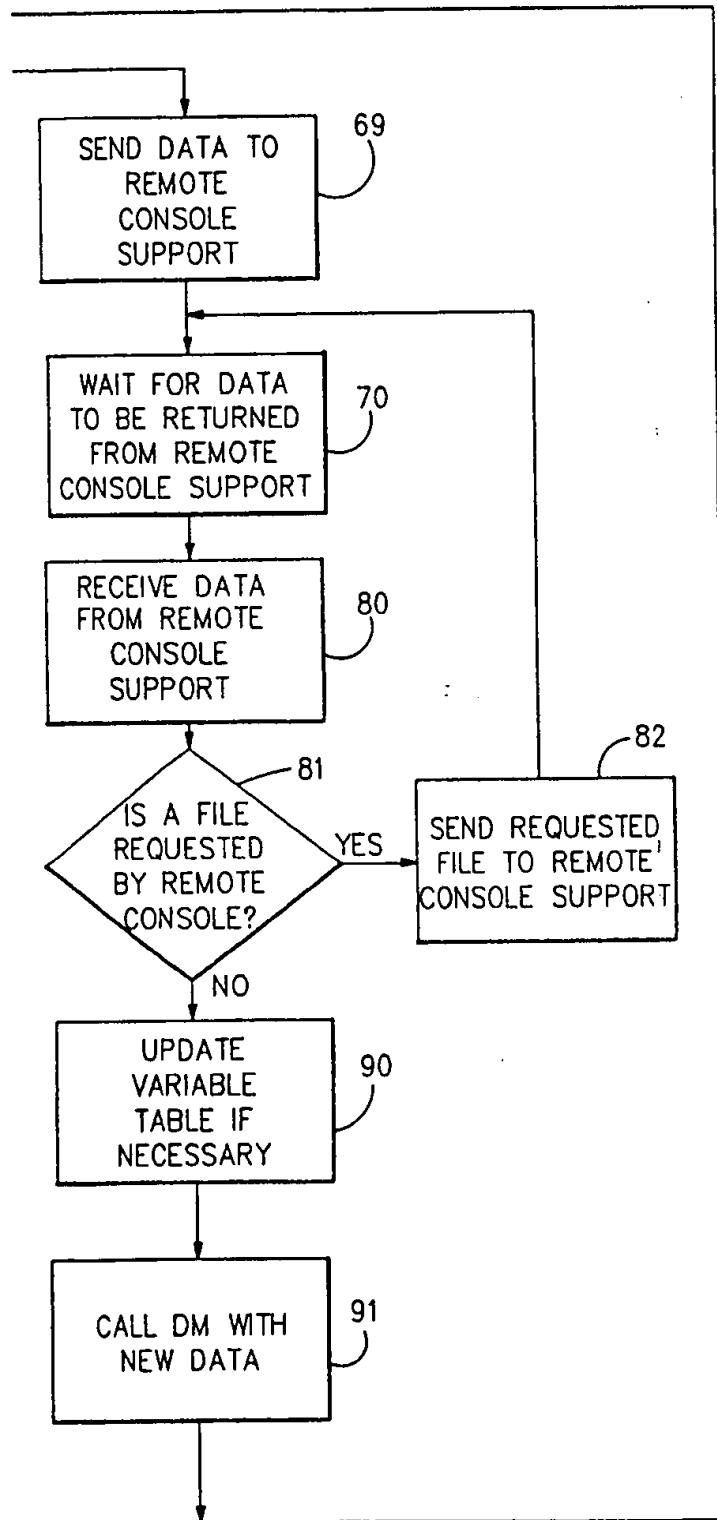 SEND DATA TO
REMOTE
CONSOLE
SUPPORT
69
WAIT FOR DATA
TO BE RETURNED
FROM REMOTE
CONSOLE SUPPORT
70
RECEIVE DATA
FROM REMOTE
CONSOLE
SUPPORT
80
IS A FILE
REQUESTED
BY REMOTE
CONSOLE?
81
YES
SEND REQUESTED
FILE TO REMOTE
CONSOLE SUPPORT
82
NO
UPDATE
VARIABLE
TABLE IF
NECESSARY
90
CALL DM WITH
NEW DATA
91